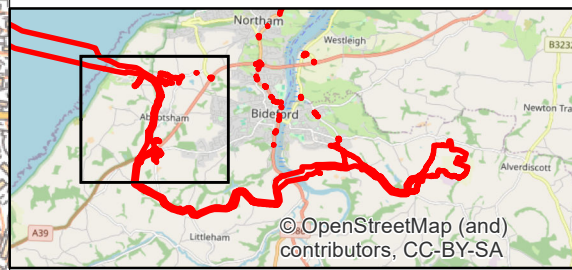 Northam
Westleigh
B3232
Abbotsham
Bideford
Newton Tra
Alverdiscott
A39
Littleham
© OpenStreetMap (and)
contributors, CC-BY-SA